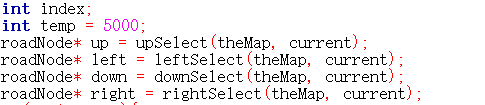 int index;
int temp = 5000;
roadNode* up = upSelect(theMap, current);
roadNode* left = leftSelect(theMap, current);
roadNode* down = downSelect(theMap, current);
roadNode* right = rightSelect(theMap, current);